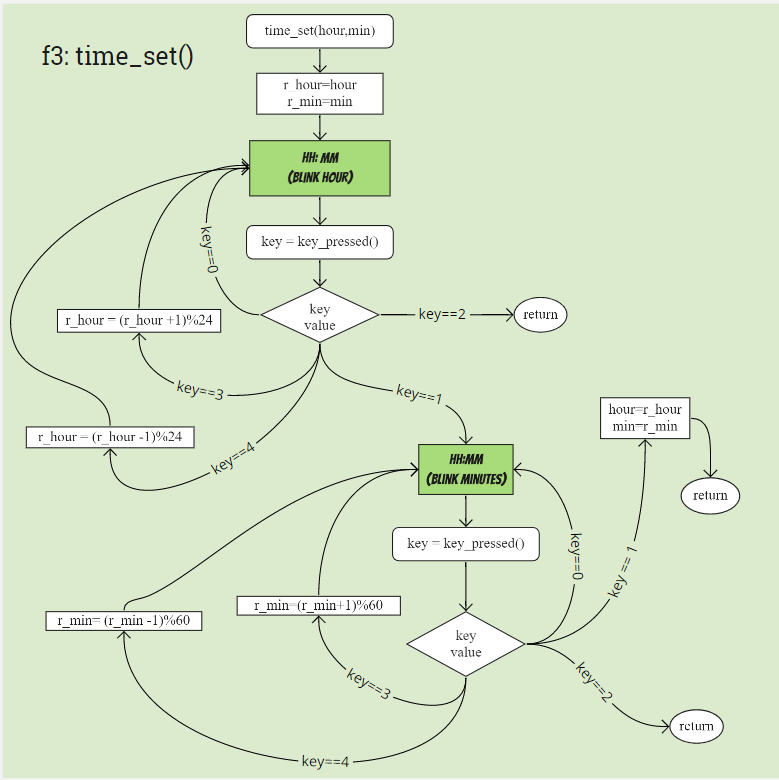 f3: time_set()
time_set(hour,min)
r_hour=hour
r_min=min
HH: MM
(BLINK HOUR)
key = key_pressed()
key==0
key
value
key==2
return
r_hour = (r_hour +1)%24
key==3
key==1
r_hour = (r_hour -1)%24
key==4
hour=r_hour
min=r_min
return
HH:MM
(BLINK MINUTES)
key = key_pressed()
key==0
key == 1
r_min=(r_min+1)%60
r_min= (r_min -1)%60
key
value
key==3
key==2
return
key==4